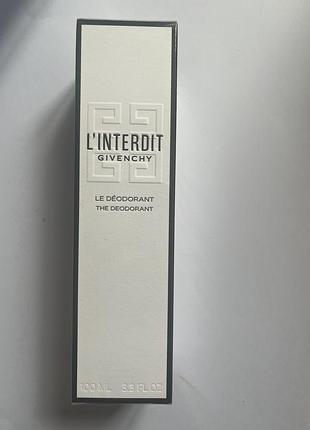 L'INTERDIT
GIVENCHY
LE DÉODORANT
THE DEODORANT
100 ML 3.3 FL.OZ